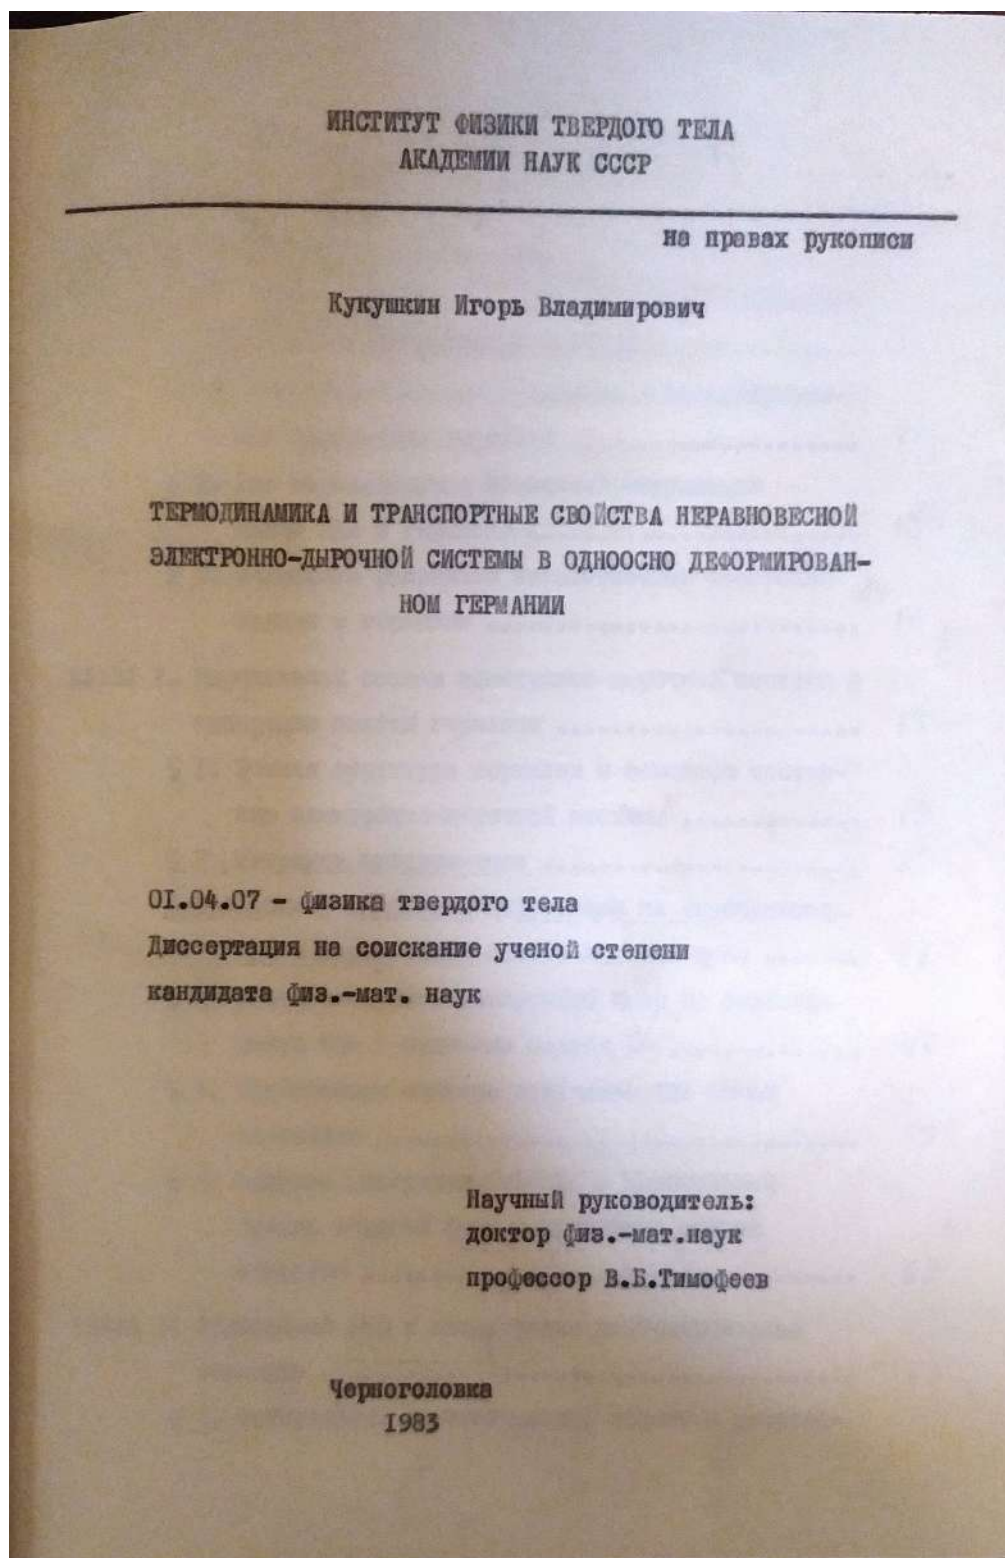 ИНСТИТУТ ФИЗИКИ ТВЕРДОГО ТЕЛА
АКАДЕМИИ НАУК СССР
на правах рукописи
Кукушкин Игорь Владимирович
ТЕРМОДИНАМИКА И ТРАНСПОРТНЫЕ СВОЙСТВА НЕРАВНОВЕСНОЙ
ЭЛЕКТРОННО-ДЫРОЧНОЙ СИСТЕМЫ В ОДНООСНО ДЕФОРМИРОВАН-
НОМ ГЕРМАНИИ
01.04.07 - физика твердого тела
Диссертация на соискание ученой степени
кандидата физ.-мат. наук
Научный руководитель:
доктор физ.-мат.наук
профессор В.Б.Тимофеев
Черноголовка
1983